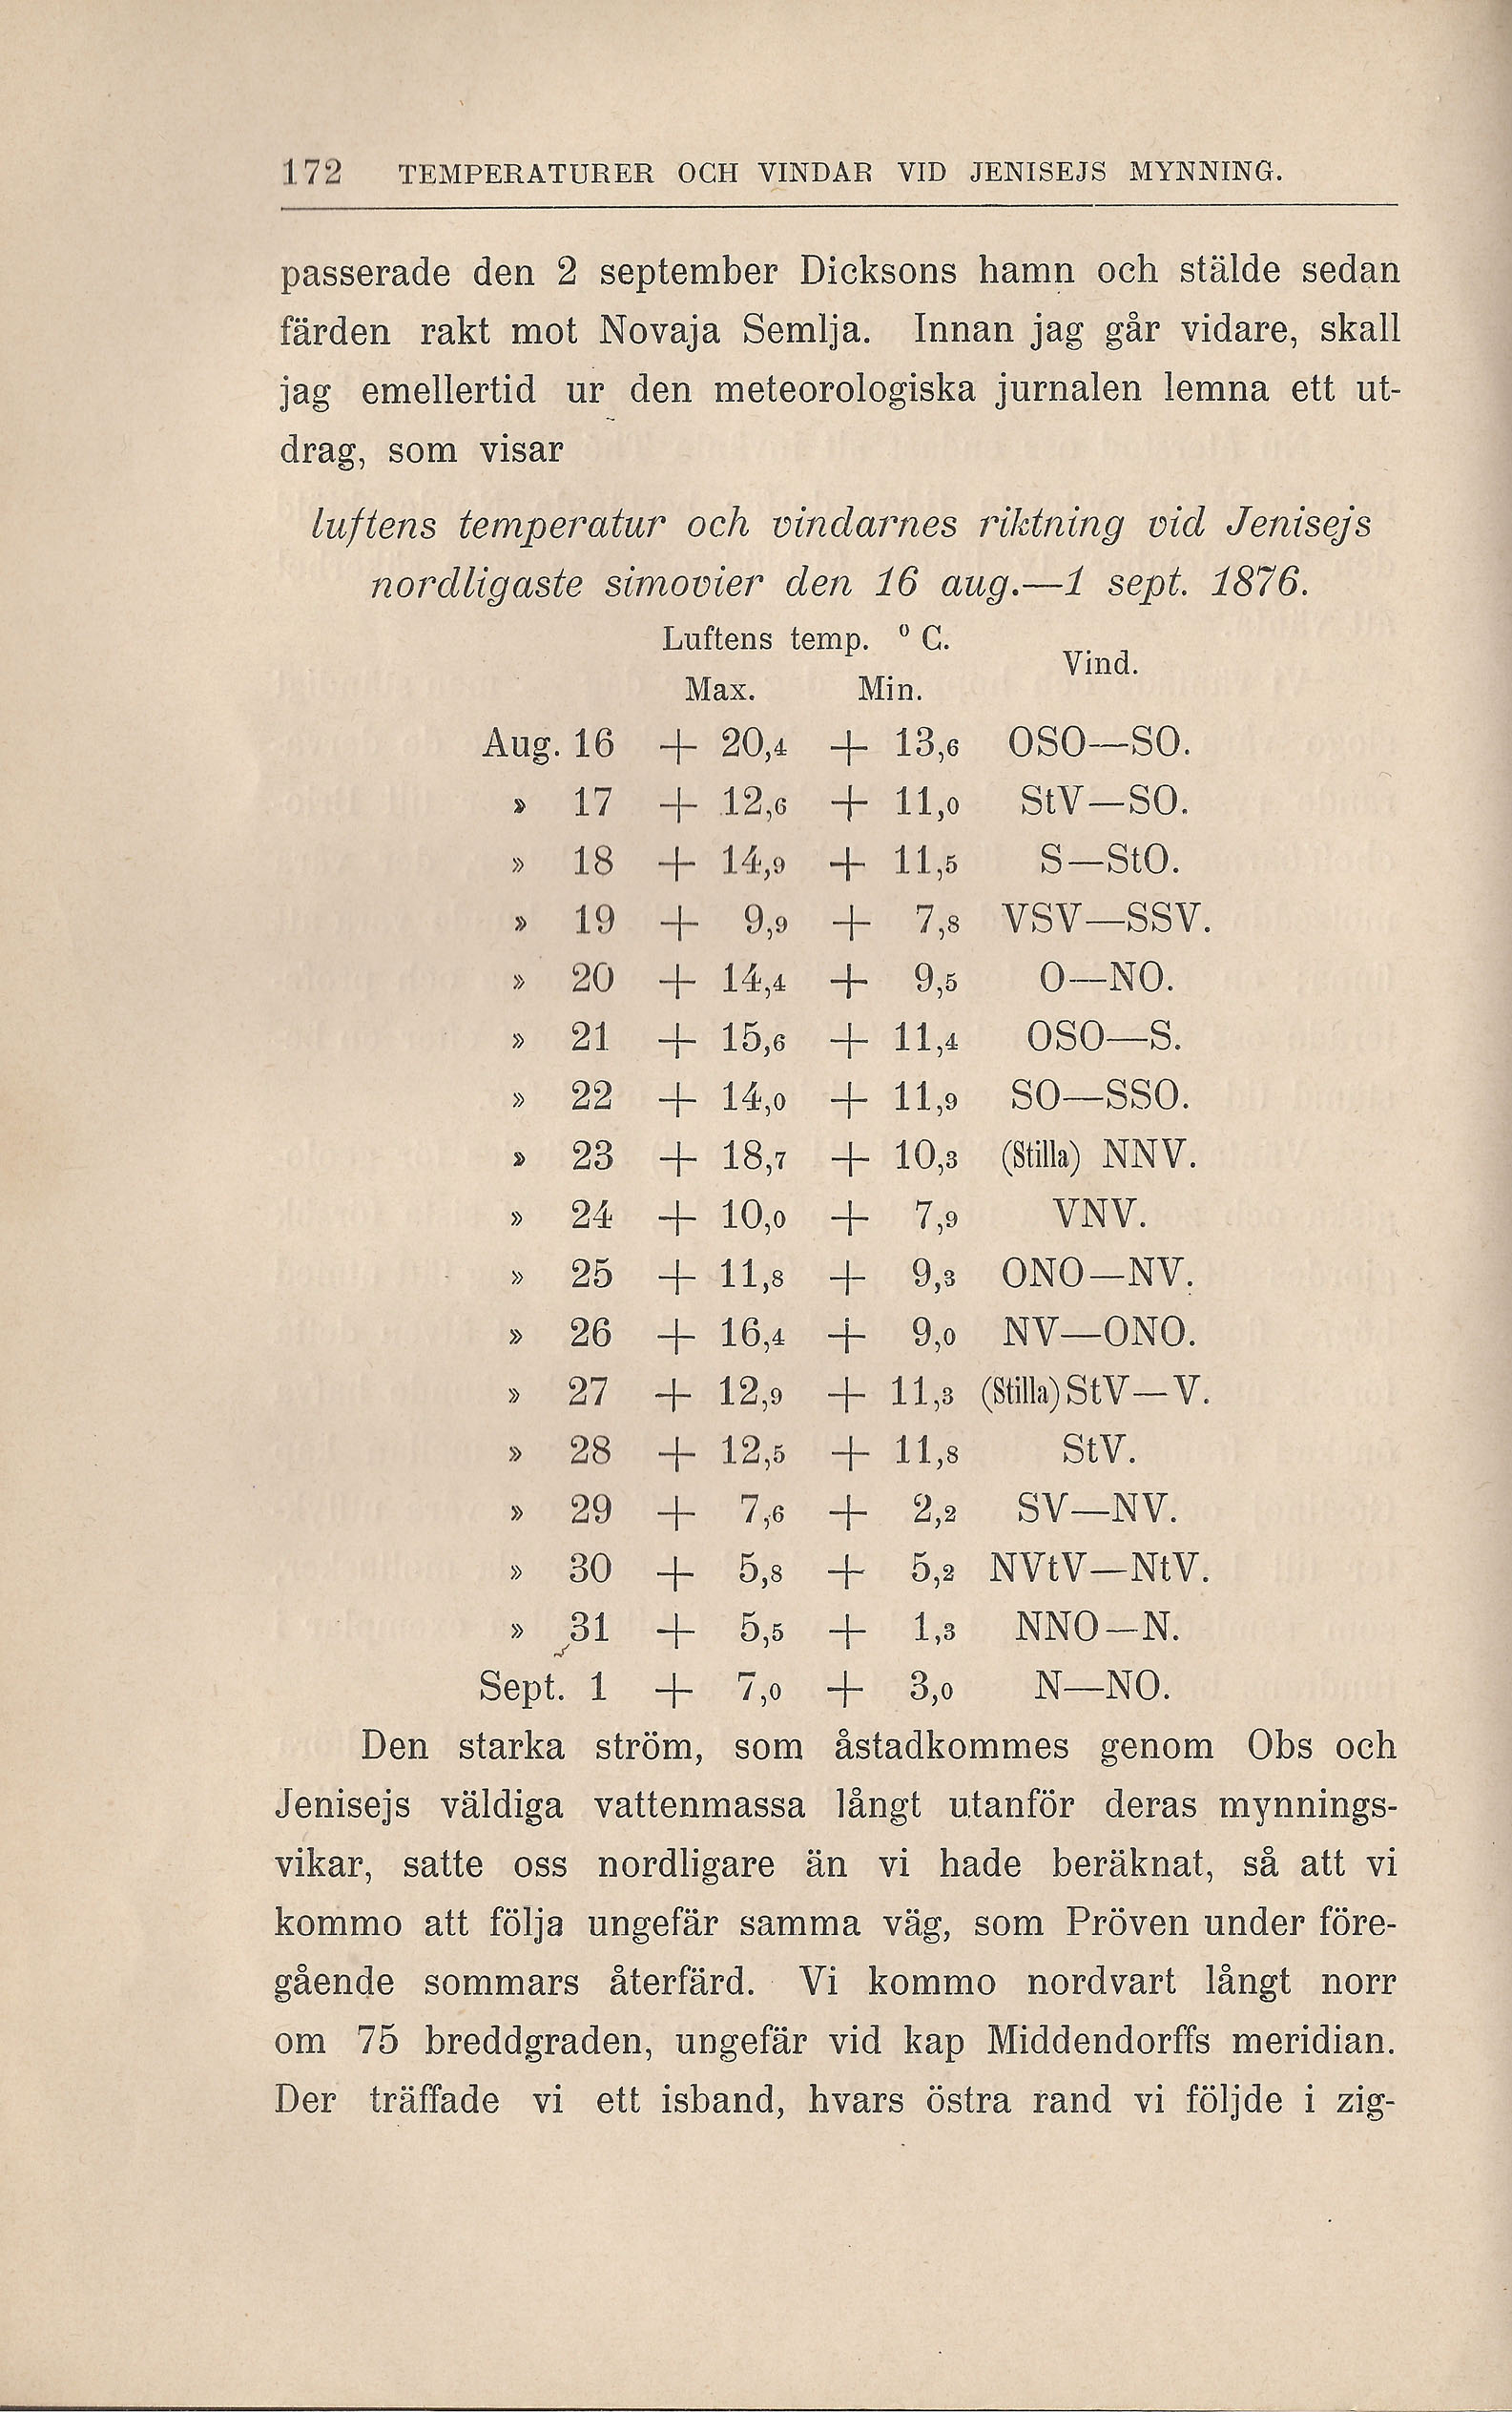 172 TEMPERATURER OCH VINDAR VID JENISEJS MYNNING.
passerade den 2 september Dicksons hamn och stälde sedan
färden rakt mot Novaja Semlja. Innan jag går vidare, skall
jag emellertid ur den meteorologiska jurnalen lemna ett ut-
drag, som visar
luftens temperatur och vindarnes riktning vid Jenisejs
nordligaste simovier den 16 aug.—1 sept. 1876.
Luftens temp. ⁰ C.
Vind.
Max. Min.
Aug. 16 + 20,4 + 13,6 OSO—SO.
» 17 + 12,6 + 11,0 StV—SO.
» 18 + 14,9 + 11,5 S—StO.
» 19 + 9,9 + 7,8 VSV—SSV.
» 20 + 14,4 + 9,5 O—NO.
» 21 + 15,6 + 11,4 OSO—S.
» 22 + 14,0 + 11,9 SO—SSO.
» 23 + 18,7 + 10,3 (Stilla) NNV.
» 24 + 10,0 + 7,9 VNV.
» 25 + 11,8 + 9,3 ONO—NV.
» 26 + 16,4 + 9,0 NV—ONO.
» 27 + 12,9 + 11,3 (Stilla) StV—V.
» 28 + 12,5 + 11,8 StV.
» 29 + 7,6 + 2,2 SV—NV.
» 30 + 5,8 + 5,2 NVtV—NtV.
» 31 + 5,5 + 1,3 NNO—N.
Sept. 1 + 7,0 + 3,0 N—NO.
Den starka ström, som åstadkommes genom Obs och
Jenisejs väldiga vattenmassa långt utanför deras mynnings-
vikar, satte oss nordligare än vi hade beräknat, så att vi
kommo att följa ungefär samma väg, som Pröven under före-
gående sommars återfärd. Vi kommo nordvart långt norr
om 75 breddgraden, ungefär vid kap Middendorffs meridian.
Der träffade vi ett isband, hvars östra rand vi följde i zig-